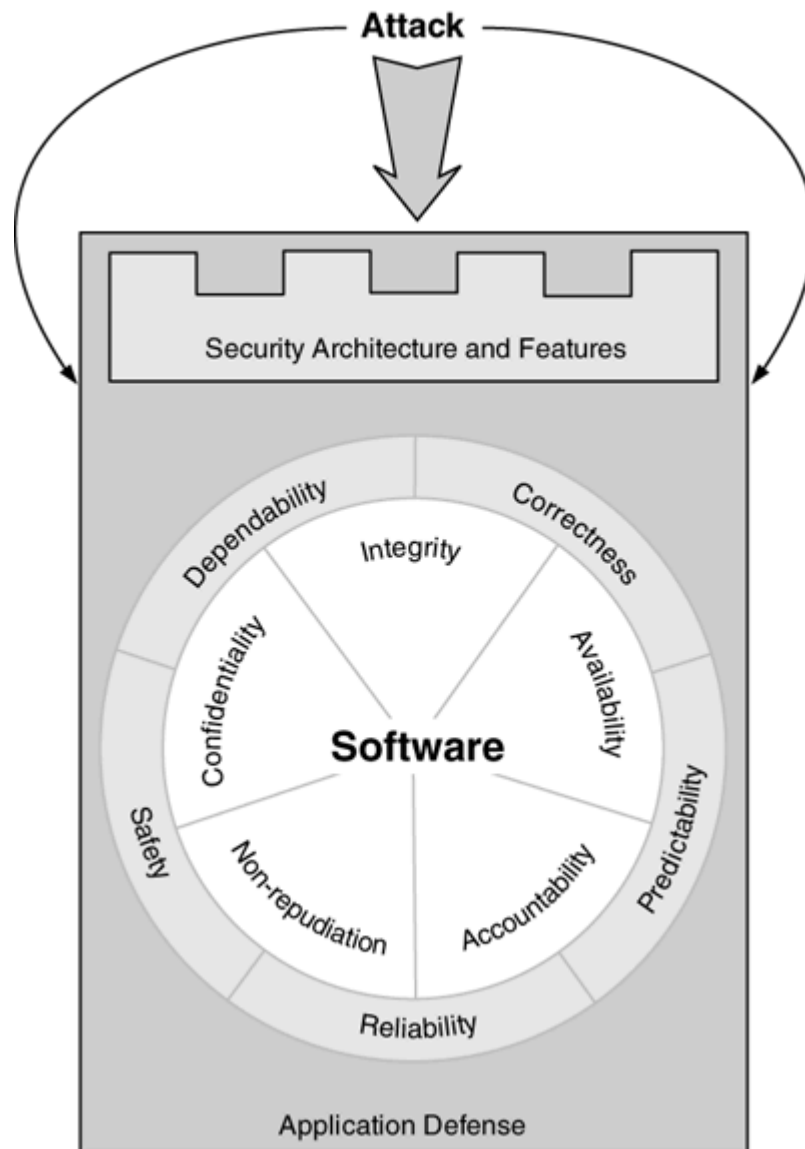 Attack
Security Architecture and Features
Dependability
Correctness
Integrity
Confidentiality
Availability
Software
Safety
Predictability
Non-repudiation
Accountability
Reliability
Application Defense